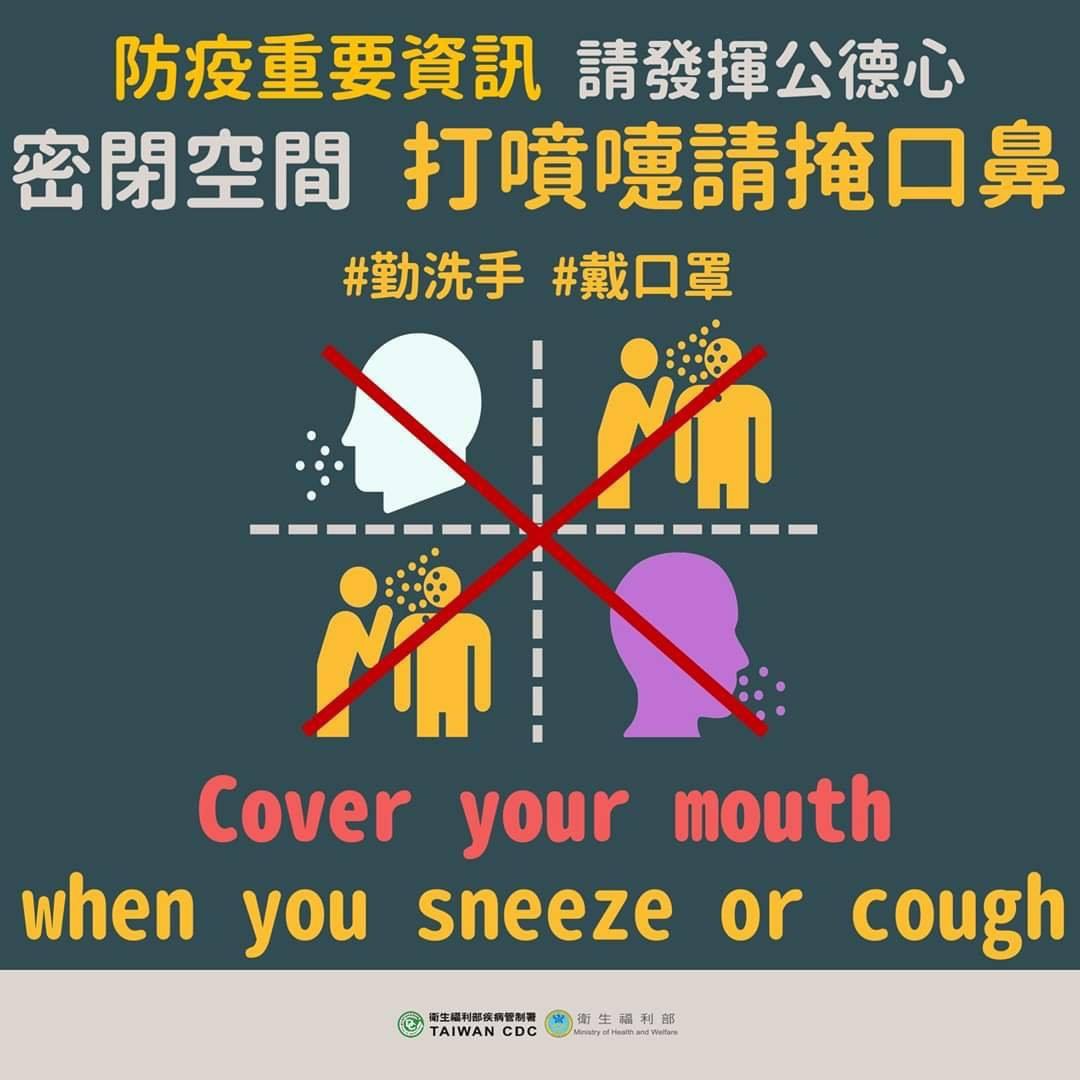 防疫重要資訊 請發揮公德心
密閉空間 打噴嚏請掩口鼻
#勤洗手 #戴口罩
Cover your mouth
when you sneeze or cough
衛生福利部疾病管制署
TAIWAN CDC
衛生福利部
Ministry of Health and Welfare